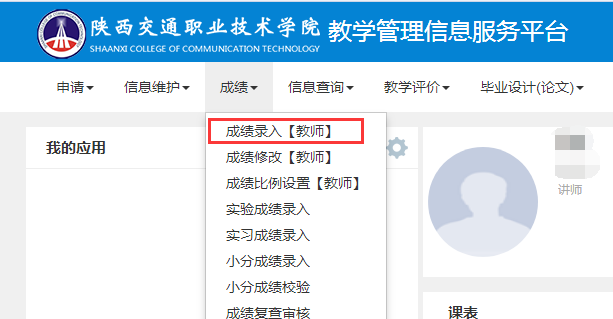 陕西交通职业技术学院 教学管理信息服务平台
SHAANXI COLLEGE OF COMMUNICATION TECHNOLOGY
申请 信息维护 成绩 信息查询 教学评价 毕业设计(论文)
我的应用
成绩录入【教师】
成绩修改【教师】
成绩比例设置【教师】
实验成绩录入
实习成绩录入
小分成绩录入
小分成绩校验
成绩复查审核
讲师
课表